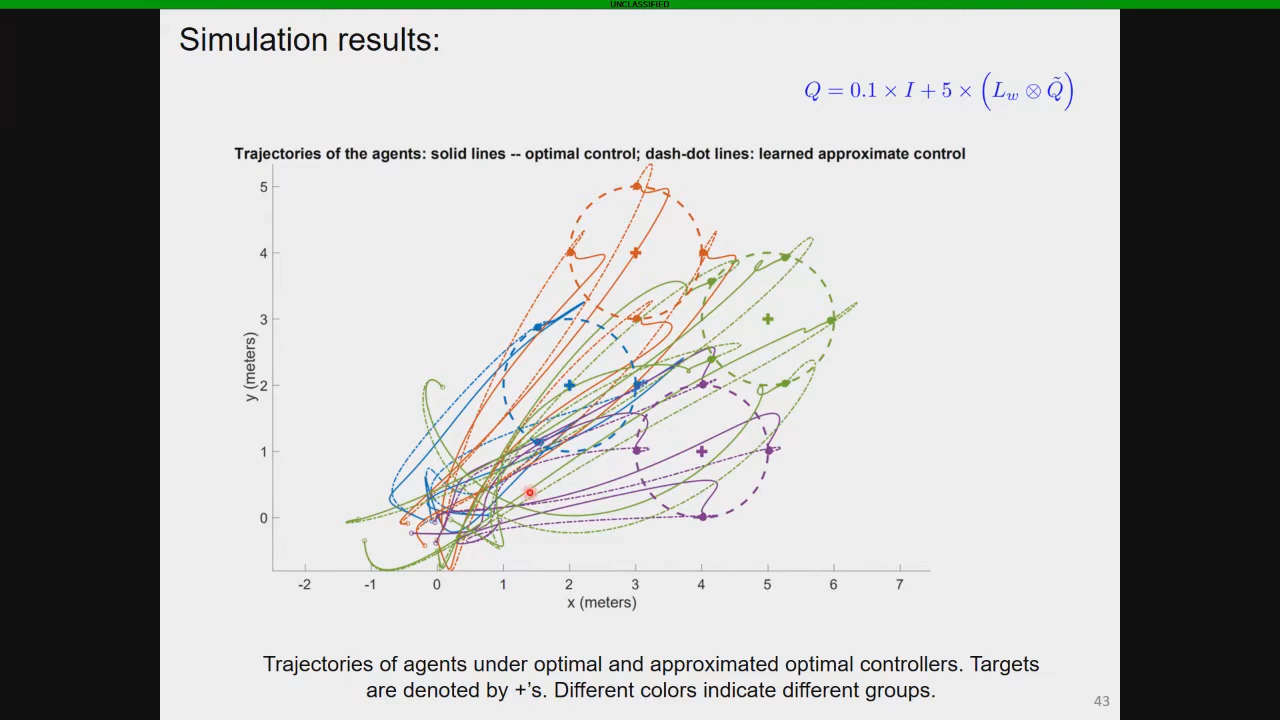 UNCLASSIFIED
Simulation results:
Q = 0.1 × I + 5 × (L_w ⊗ Q̃)
Trajectories of the agents: solid lines -- optimal control; dash-dot lines: learned approximate control
5
4
3
2
1
0
y (meters)
-2 -1 0 1 2 3 4 5 6 7
x (meters)
Trajectories of agents under optimal and approximated optimal controllers. Targets
are denoted by +'s. Different colors indicate different groups.
43